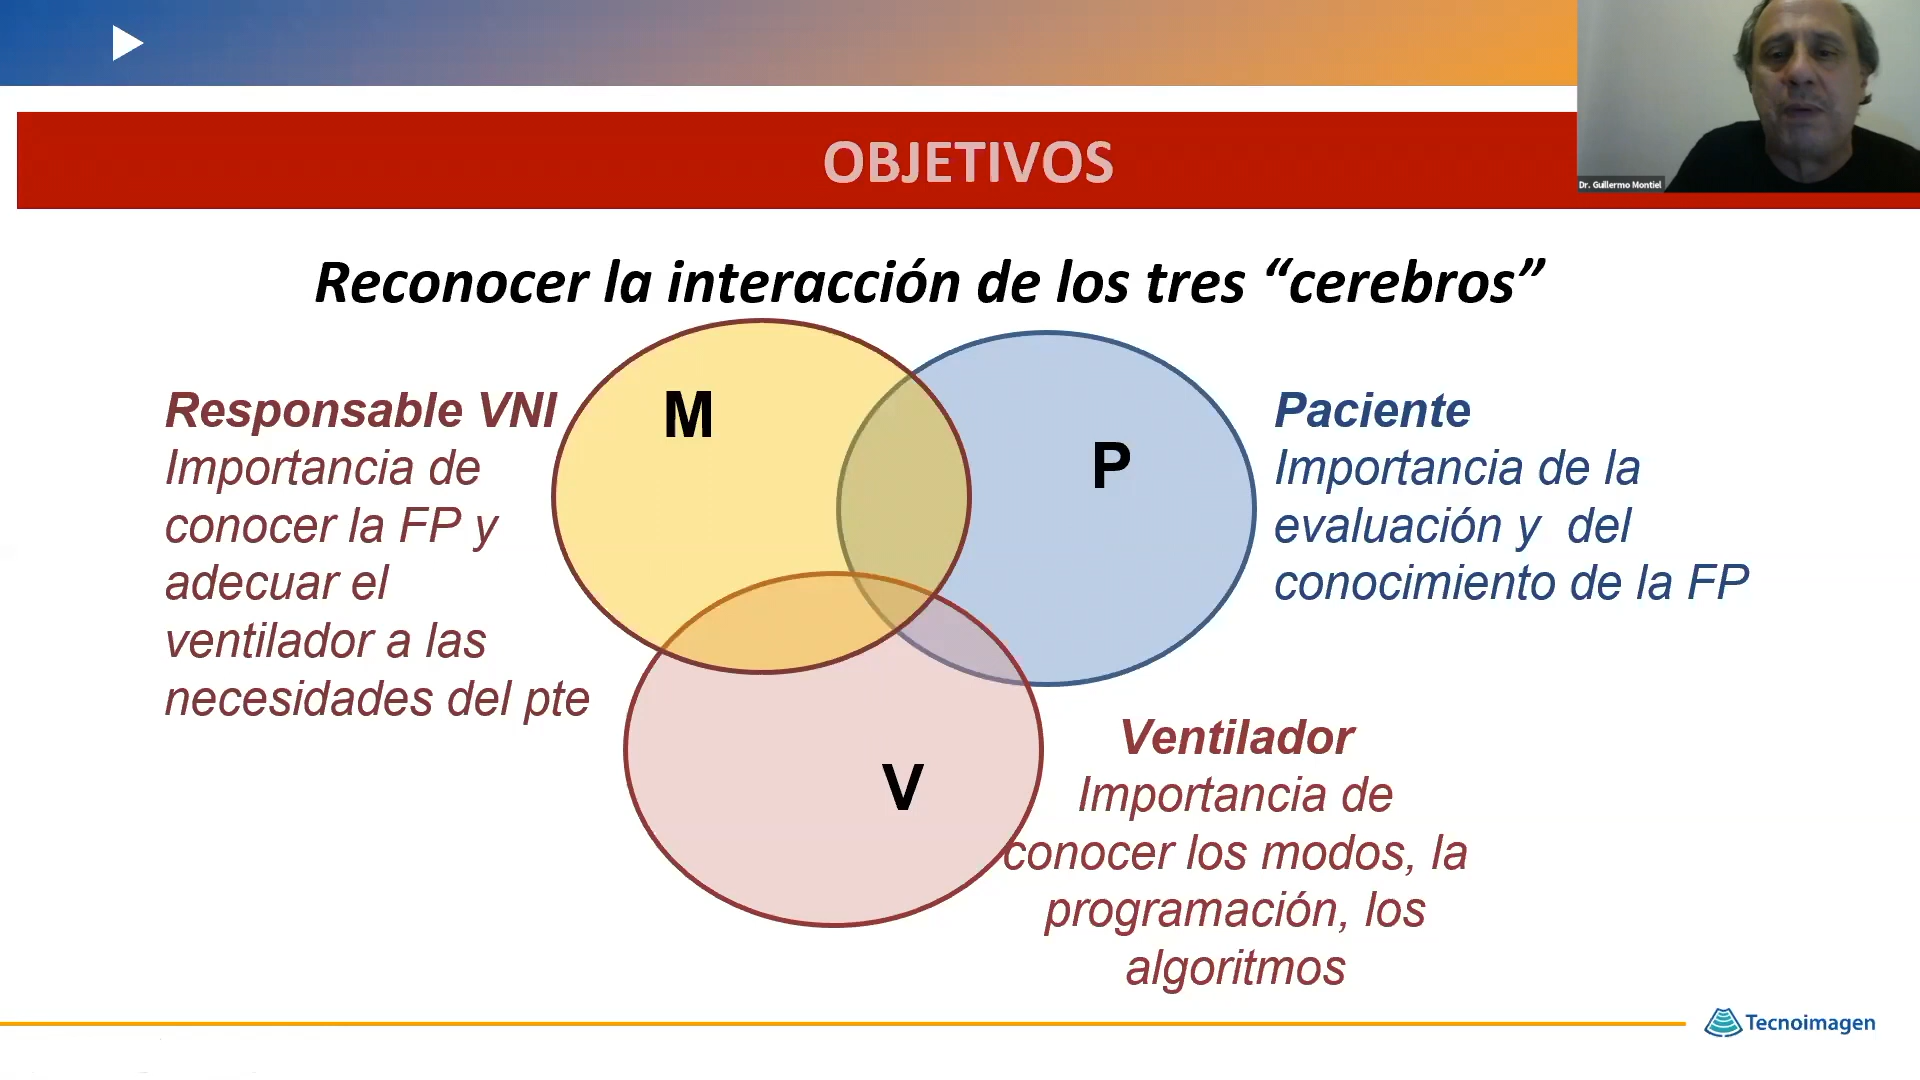 OBJETIVOS
Dr. Guillermo Montiel
Reconocer la interacción de los tres “cerebros”
Responsable VNI
Importancia de
conocer la FP y
adecuar el
ventilador a las
necesidades del pte
M
P
V
Paciente
Importancia de la
evaluación y  del
conocimiento de la FP
Ventilador
Importancia de
conocer los modos, la
programación, los
algoritmos
Tecnoimagen